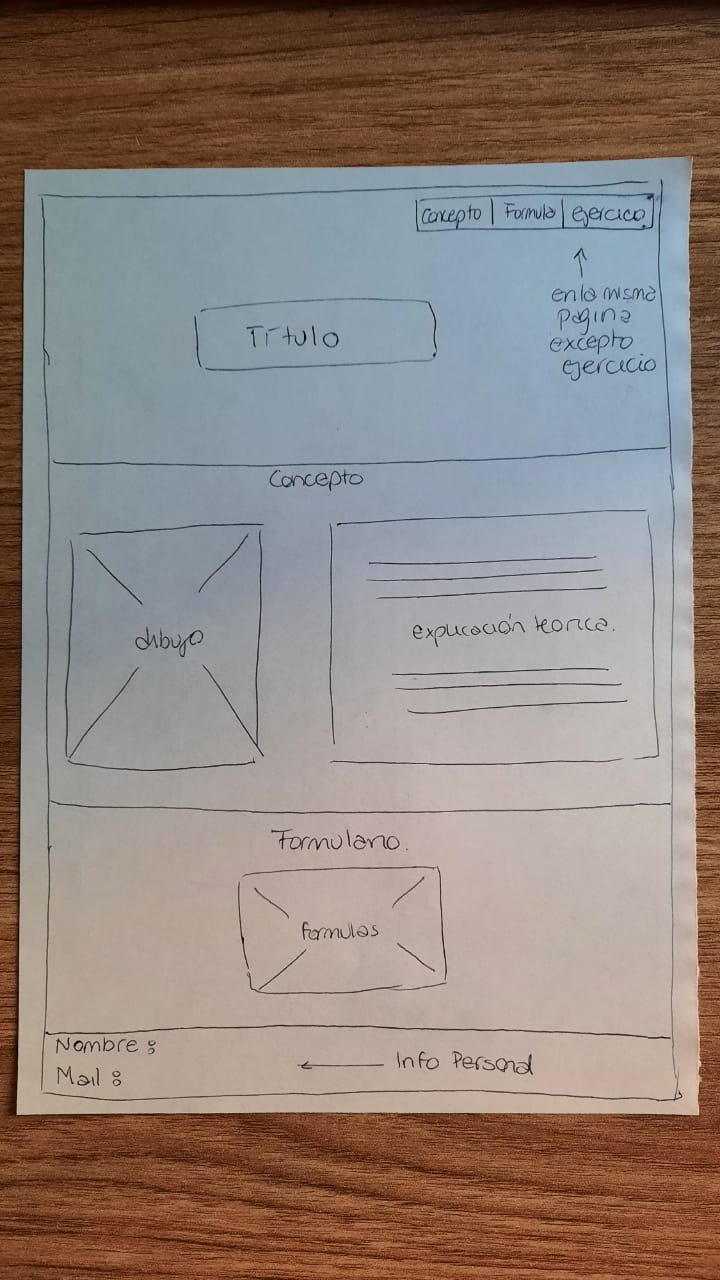 Concepto
Formula
ejercicio
en la misma
pagina
excepto
ejercicio
Título
Concepto
dibujo
explicación teorica.
Formulario.
formulas
Nombre :
Mail :
Info Personal